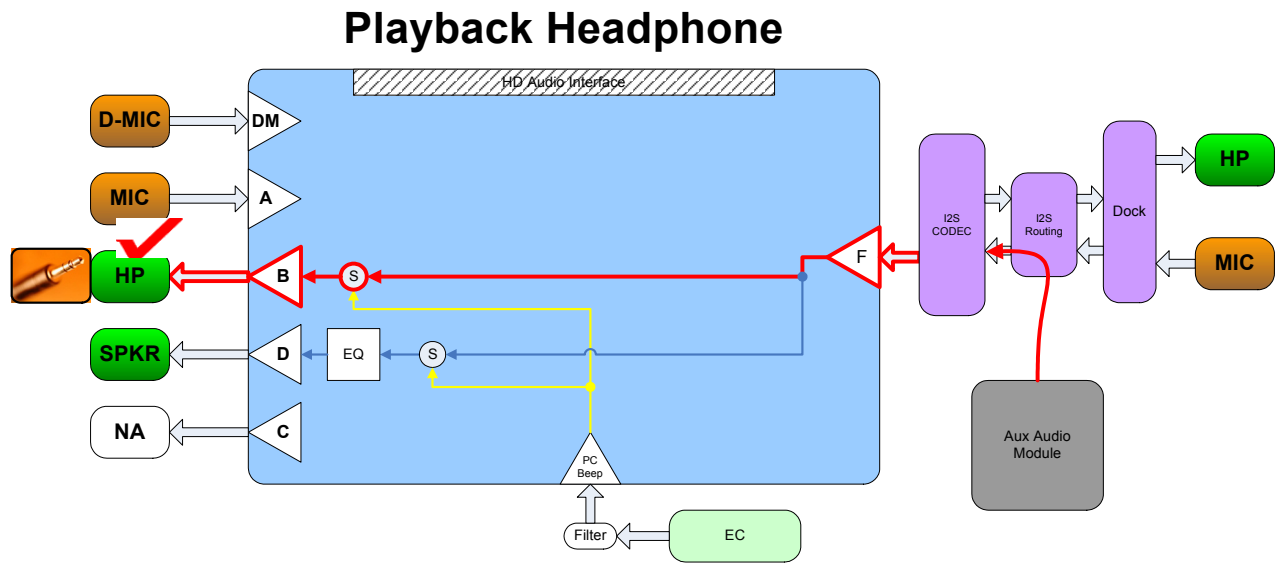 Playback Headphone
HD Audio Interface
D-MIC
DM
MIC
A
HP
B
S
F
I2S
CODEC
I2S
Routing
Dock
HP
MIC
SPKR
D
EQ
S
NA
C
PC
Beep
Aux Audio
Module
Filter
EC